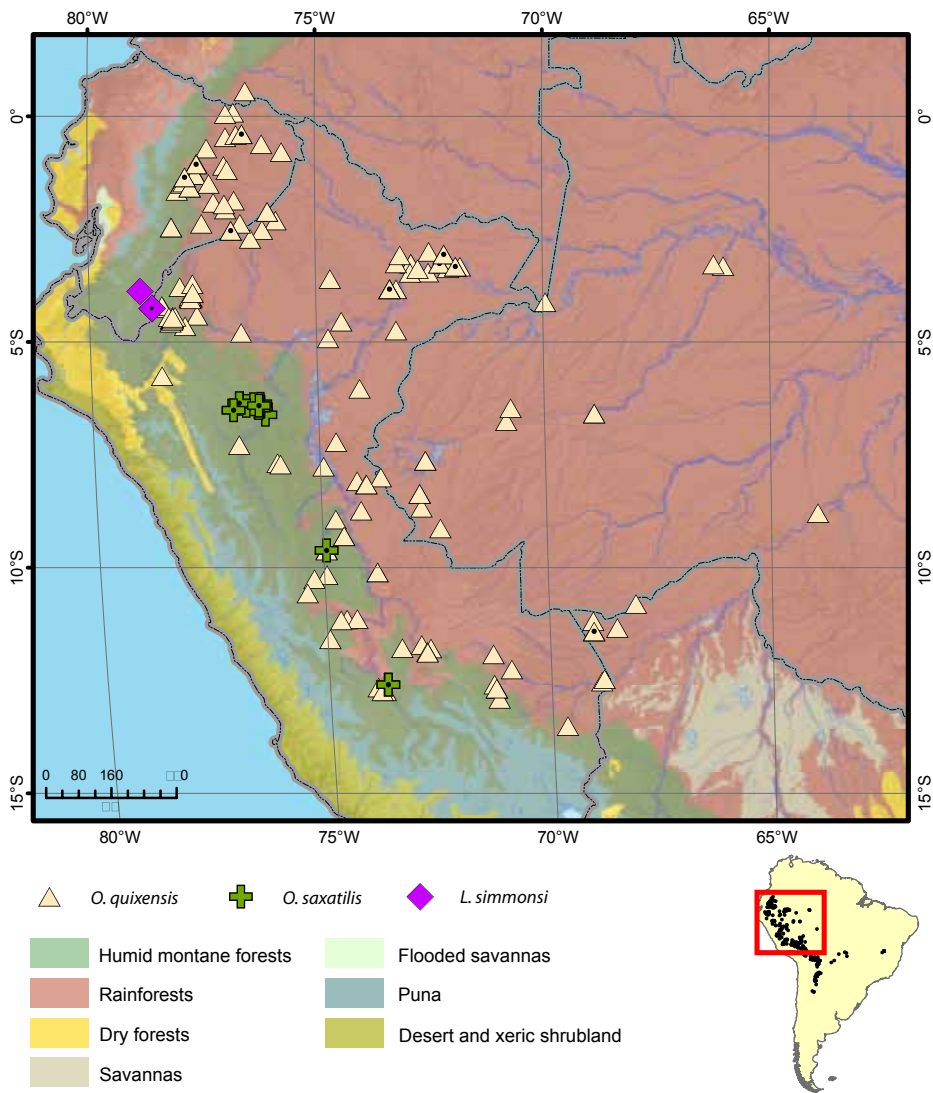 80°W 75°W 70°W 65°W
0° 0°
5°S 5°S
10°S 10°S
15°S 15°S
0 80 160 □□0
□□
80°W 75°W 70°W 65°W
O. quixensis O. saxatilis L. simmonsi
Humid montane forests Flooded savannas
Rainforests Puna
Dry forests Desert and xeric shrubland
Savannas